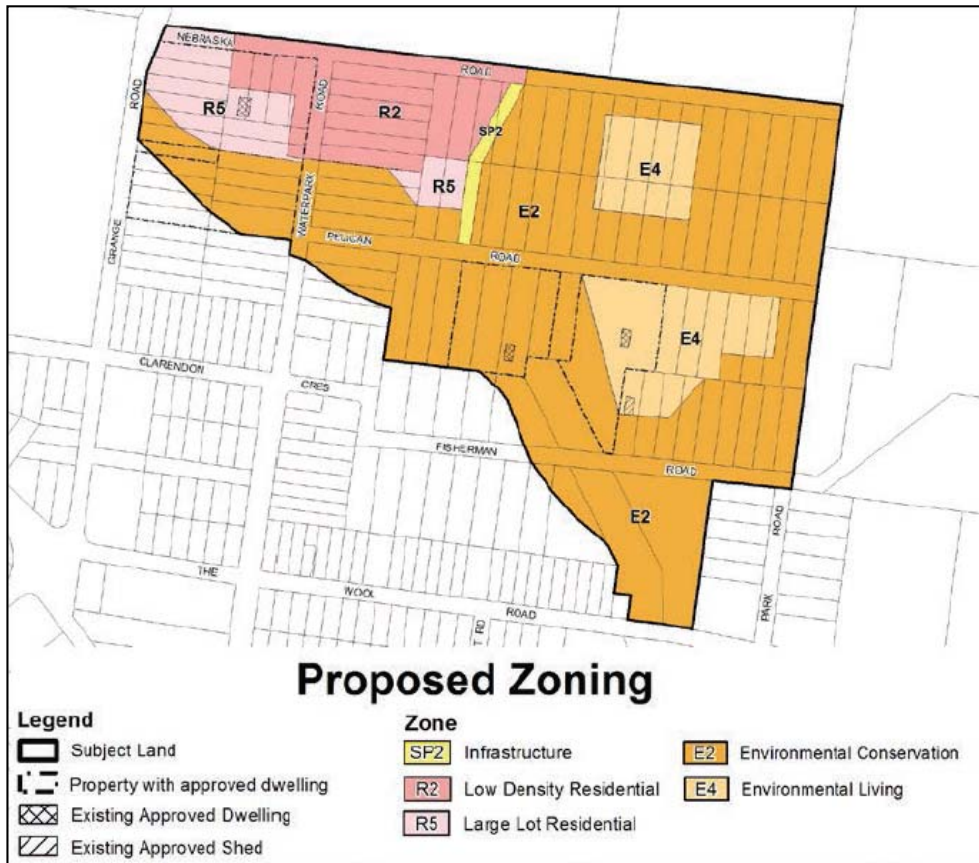 NEBRASKA
ROAD
ROAD
ROAD
R5
R2
SP2
E4
R5
E2
WATERPARK
PELICAN
ROAD
GRANGE
E4
CLARENDON
CRES
FISHERMAN
ROAD
E2
ROAD
THE
WOOL
ROAD
T RD
PARK
Proposed Zoning
Legend
Subject Land
Property with approved dwelling
Existing Approved Dwelling
Existing Approved Shed
Zone
SP2 Infrastructure
R2 Low Density Residential
R5 Large Lot Residential
E2 Environmental Conservation
E4 Environmental Living